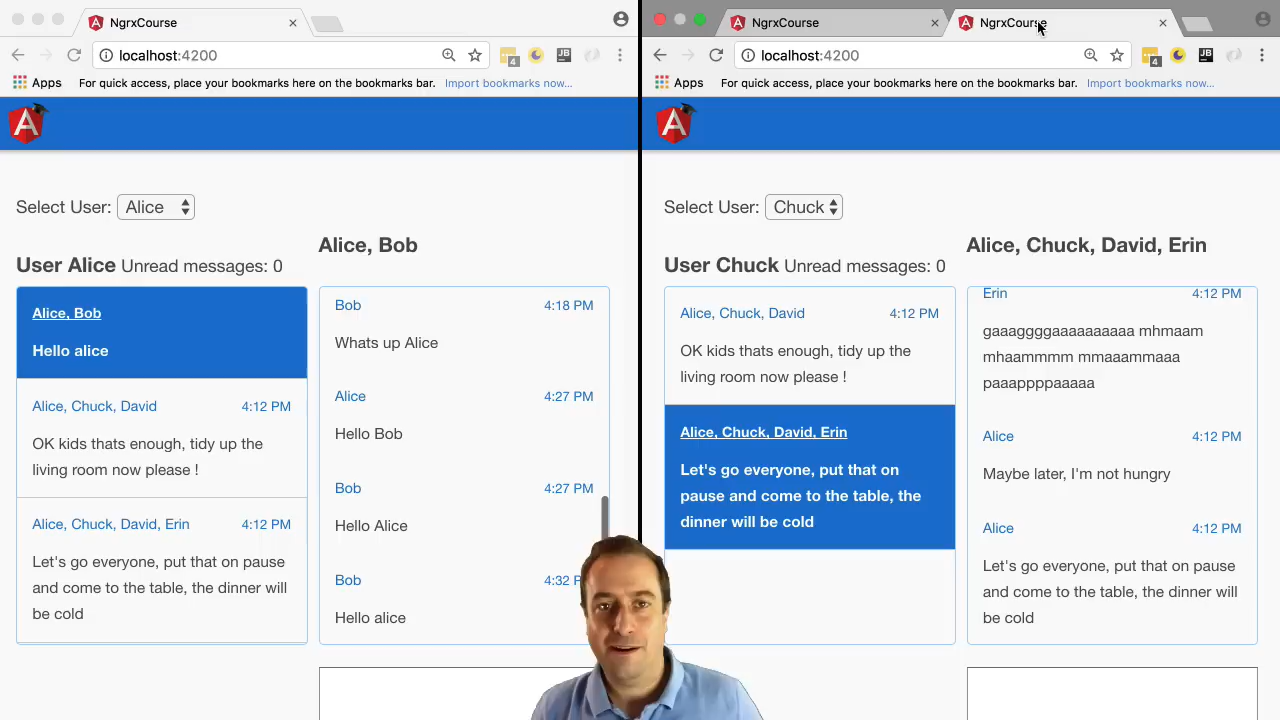 NgrxCourse
localhost:4200
4
JB
Apps
For quick access, place your bookmarks here on the bookmarks bar.
Import bookmarks now...
A
Select User: Alice
User Alice Unread messages: 0
Alice, Bob
Hello alice
Alice, Chuck, David
4:12 PM
OK kids thats enough, tidy up the
living room now please !
Alice, Chuck, David, Erin
4:12 PM
Let's go everyone, put that on pause
and come to the table, the dinner will
be cold
Alice, Bob
Bob
4:18 PM
Whats up Alice
Alice
4:27 PM
Hello Bob
Bob
4:27 PM
Hello Alice
Bob
4:32 P
Hello alice
NgrxCourse
NgrxCourse
localhost:4200
4
JB
Apps
For quick access, place your bookmarks here on the bookmarks bar.
Import bookmarks now...
A
Select User: Chuck
User Chuck Unread messages: 0
Alice, Chuck, David
4:12 PM
OK kids thats enough, tidy up the
living room now please !
Alice, Chuck, David, Erin
Let's go everyone, put that on
pause and come to the table, the
dinner will be cold
Alice, Chuck, David, Erin
Erin
4:12 PM
gaaaggggaaaaaaaaaa mhmaam
mhaammmm mmaaammaaa
paaappppaaaaa
Alice
4:12 PM
Maybe later, I'm not hungry
Alice
4:12 PM
Let's go everyone, put that on pause
and come to the table, the dinner will
be cold